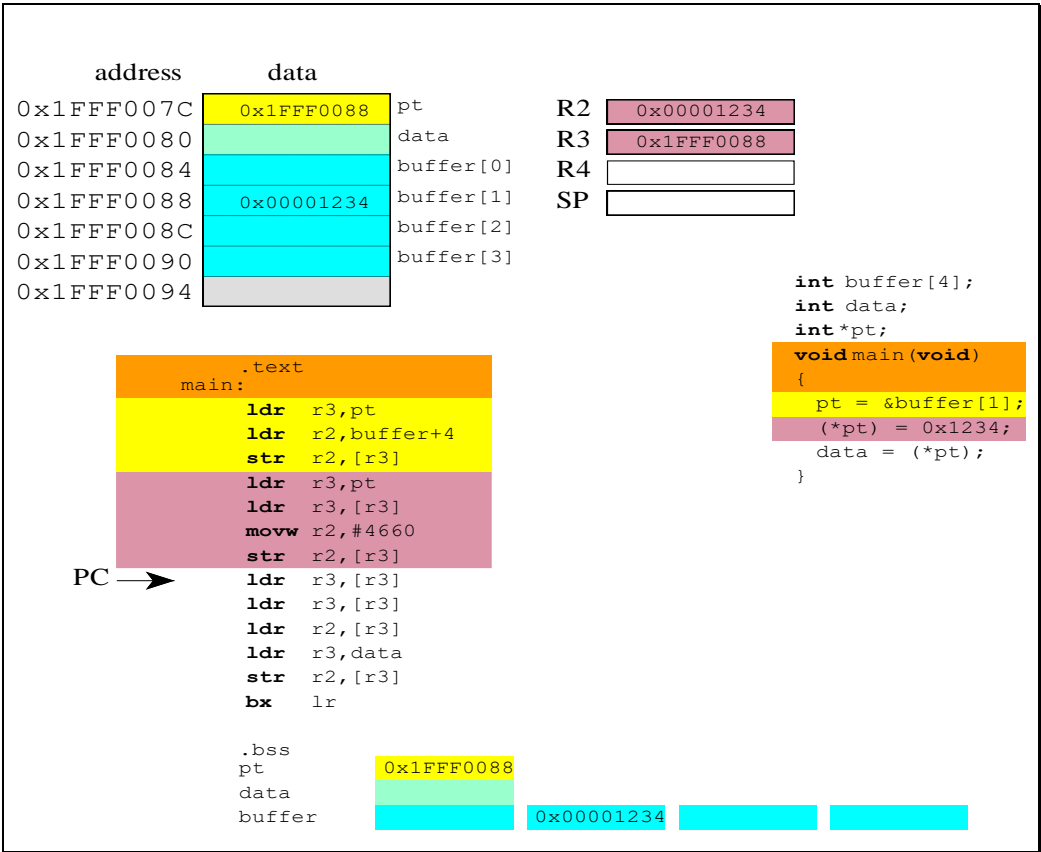 address data
0x1FFF007C 0x1FFF0088 pt
0x1FFF0080 data
0x1FFF0084 buffer[0]
0x1FFF0088 0x00001234 buffer[1]
0x1FFF008C buffer[2]
0x1FFF0090 buffer[3]
0x1FFF0094
R2 0x00001234
R3 0x1FFF0088
R4
SP
int buffer[4];
int data;
int *pt;
void main(void)
{
pt = &buffer[1];
(*pt) = 0x1234;
data = (*pt);
}
.text
main:
ldr r3,pt
ldr r2,buffer+4
str r2,[r3]
ldr r3,pt
ldr r3,[r3]
movw r2,#4660
str r2,[r3]
PC ldr r3,[r3]
ldr r3,[r3]
ldr r2,[r3]
ldr r3,data
str r2,[r3]
bx lr
.bss
pt 0x1FFF0088
data
buffer 0x00001234